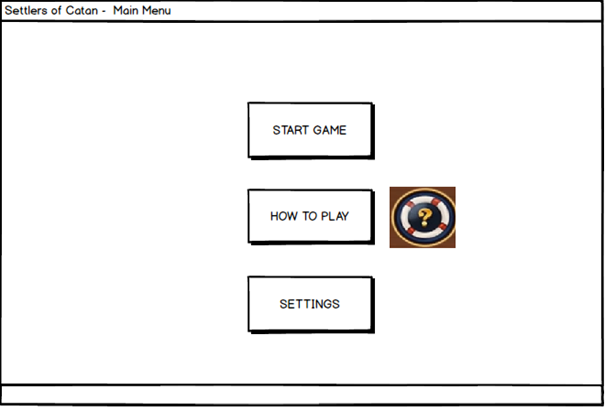 Settlers of Catan - Main Menu
START GAME
HOW TO PLAY
?
SETTINGS